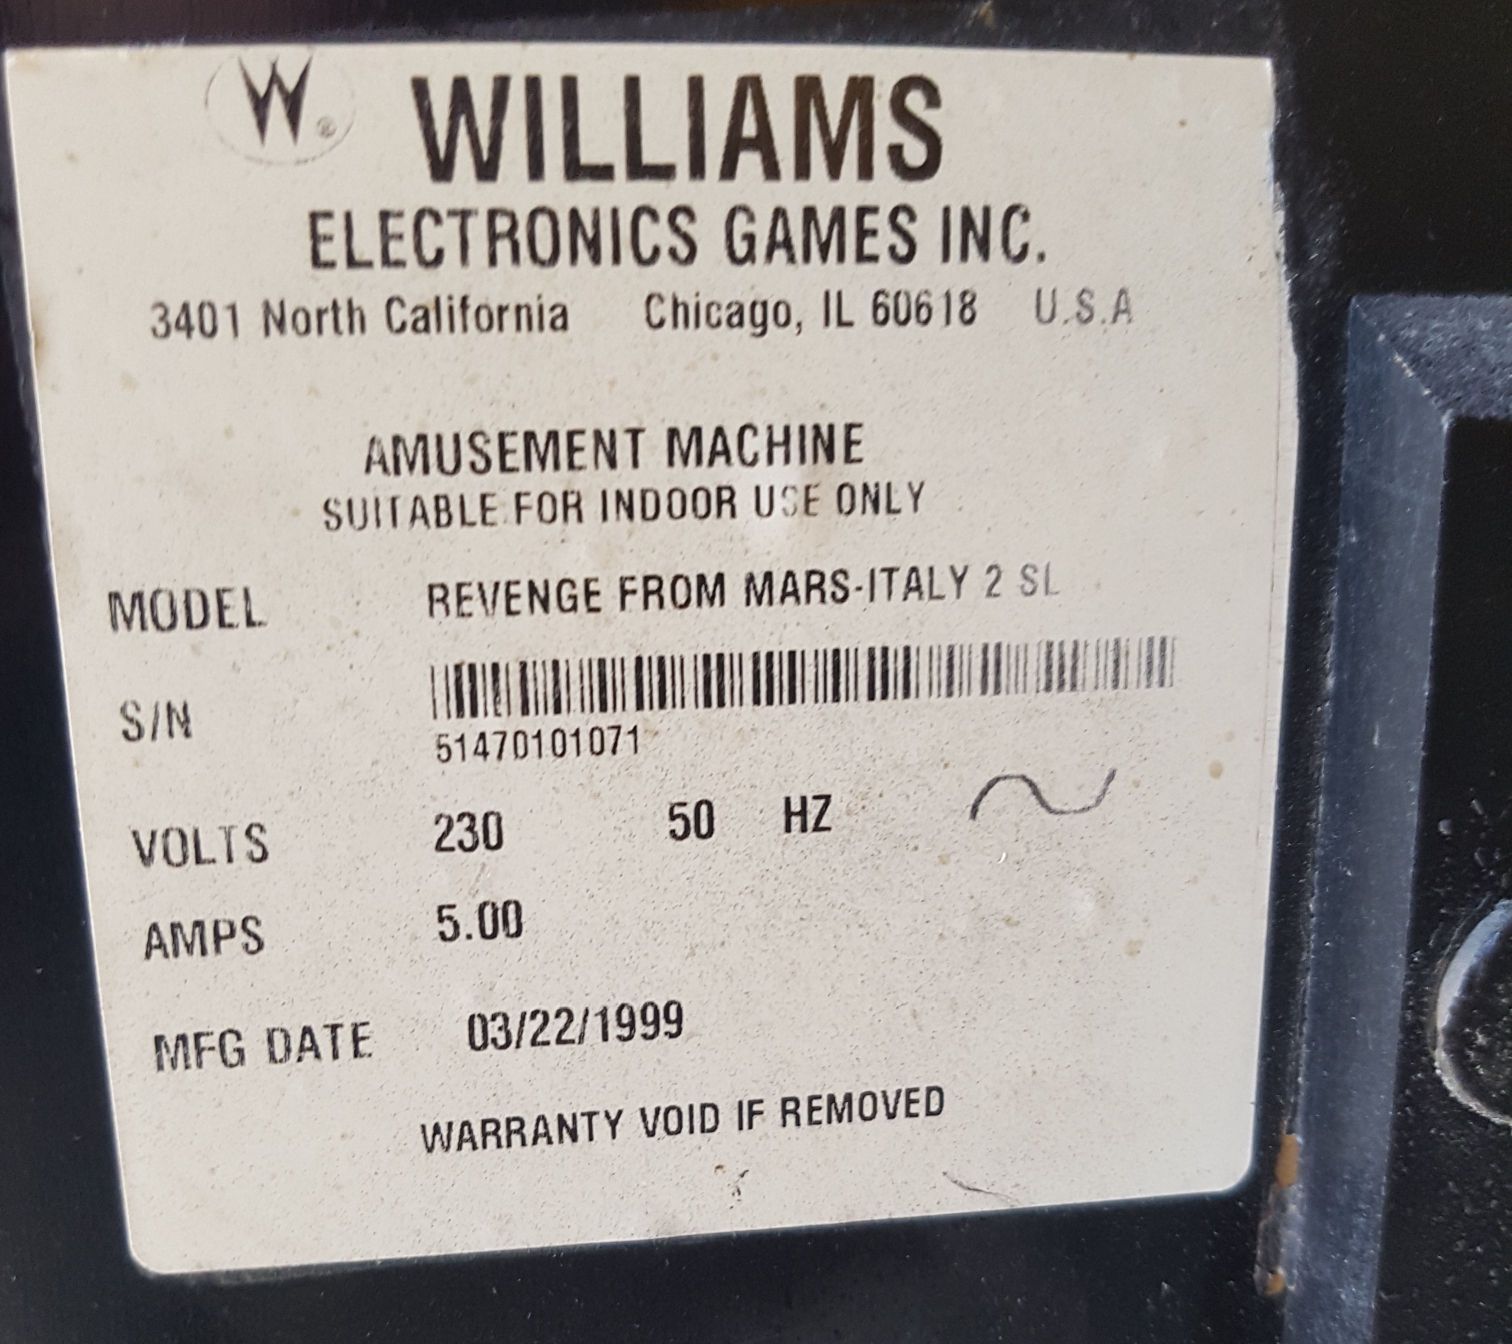 W®
WILLIAMS
ELECTRONICS GAMES INC.
3401 North California Chicago, IL 60618 U.S.A
AMUSEMENT MACHINE
SUITABLE FOR INDOOR USE ONLY
MODEL REVENGE FROM MARS-ITALY 2 SL
S/N
51470101071
VOLTS 230 50 HZ ~
AMPS 5.00
MFG DATE 03/22/1999
WARRANTY VOID IF REMOVED